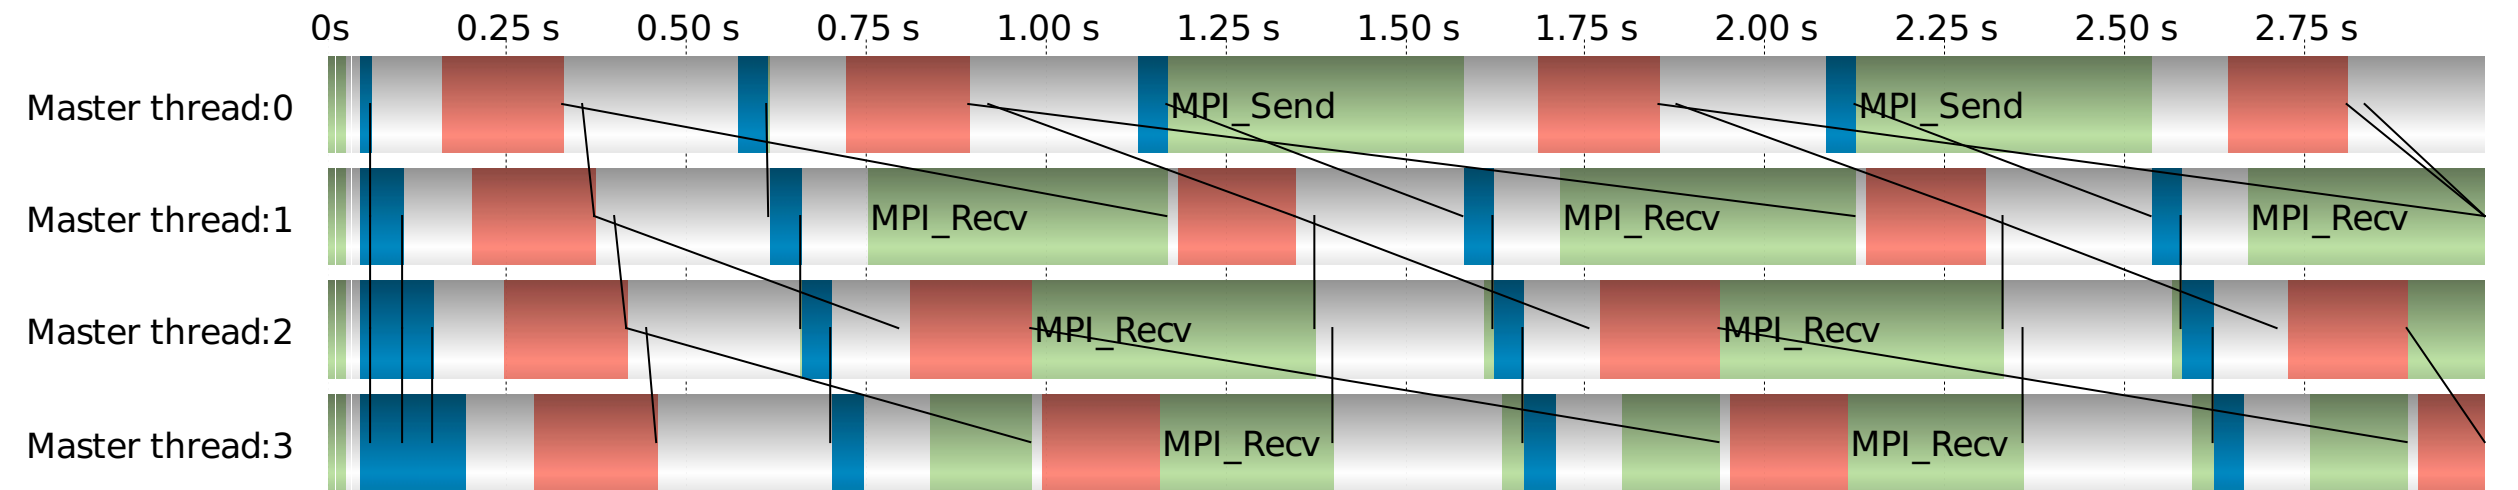 0s 0.25 s 0.50 s 0.75 s 1.00 s 1.25 s 1.50 s 1.75 s 2.00 s 2.25 s 2.50 s 2.75 s
Master thread:0 MPI_Send MPI_Send
Master thread:1 MPI_Recv MPI_Recv MPI_Recv
Master thread:2 MPI_Recv MPI_Recv
Master thread:3 MPI_Recv MPI_Recv